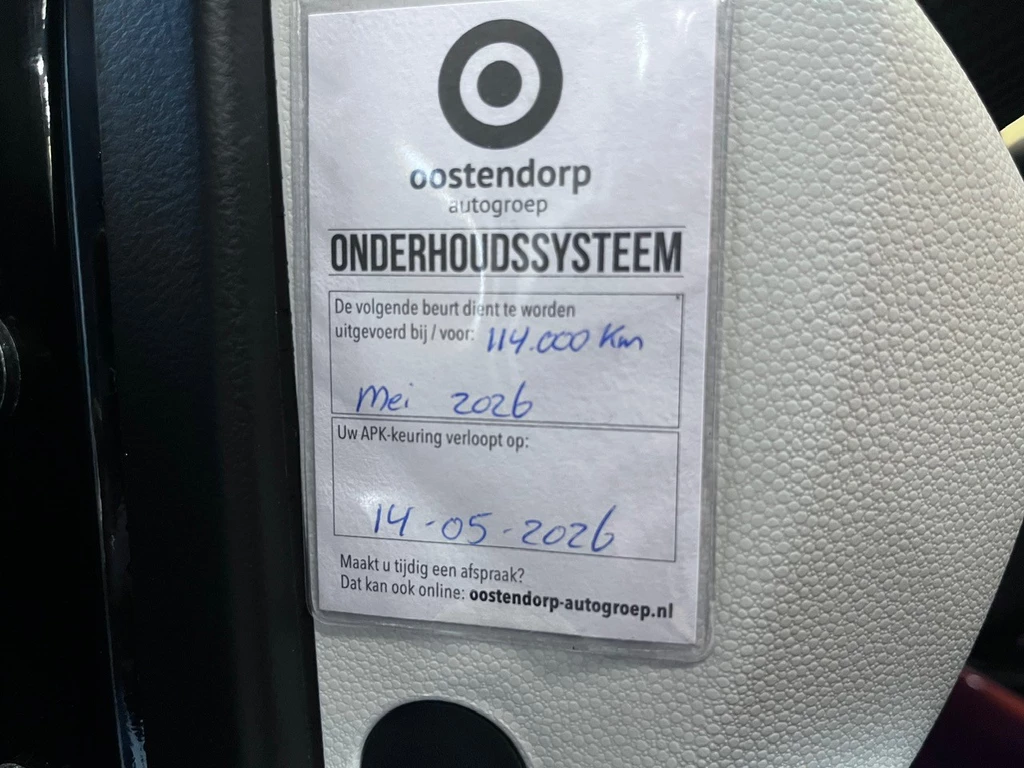 oostendorp
autogroep
ONDERHOUDSSYSTEEM
De volgende beurt dient te worden
uitgevoerd bij / voor: 114.000 Km
Mei 2026
Uw APK-keuring verloopt op:
14-05-2026
Maakt u tijdig een afspraak?
Dat kan ook online: oostendorp-autogroep.nl